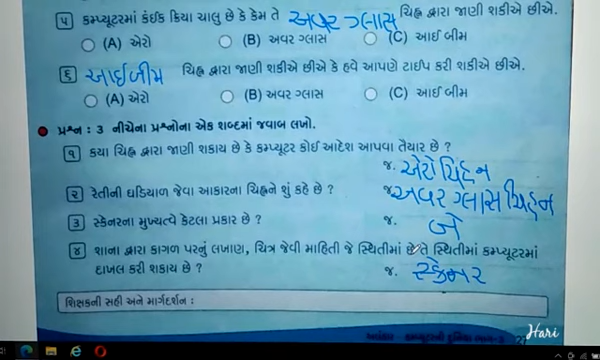 ૫ કમ્પ્યૂટરમાં કંઈક ક્રિયા ચાલુ છે કે કેમ તે અવર ગ્લાસ ચિહ્ન દ્વારા જાણી શકીએ છીએ.
(A) એરો (B) અવર ગ્લાસ (C) આઈ બીમ
૬ આઈબીમ ચિહ્ન દ્વારા જાણી શકીએ છીએ કે હવે આપણે ટાઈપ કરી શકીએ છીએ.
(A) એરો (B) અવર ગ્લાસ (C) આઈ બીમ
પ્રશ્ન : 3 નીચેના પ્રશ્નોના એક શબ્દમાં જવાબ લખો.
૧ કયા ચિહ્ન દ્વારા જાણી શકાય છે કે કમ્પ્યૂટર કોઈ આદેશ આપવા તૈયાર છે ?
જ. એરો ચિહ્ન
૨ રેતીની ઘડિયાળ જેવા આકારના ચિહ્નને શું કહે છે ?
જ. અવર ગ્લાસ ચિહ્ન
૩ સ્કેનરના મુખ્યત્વે કેટલા પ્રકાર છે ?
જ. બે
૪ શાના દ્વારા કાગળ પરનું લખાણ, ચિત્ર જેવી માહિતી જે સ્થિતિમાં છે તે સ્થિતિમાં કમ્પ્યૂટરમાં
દાખલ કરી શકાય છે ?
જ. સ્કેનર
શિક્ષકની સહી અને માર્ગદર્શન :
Hari